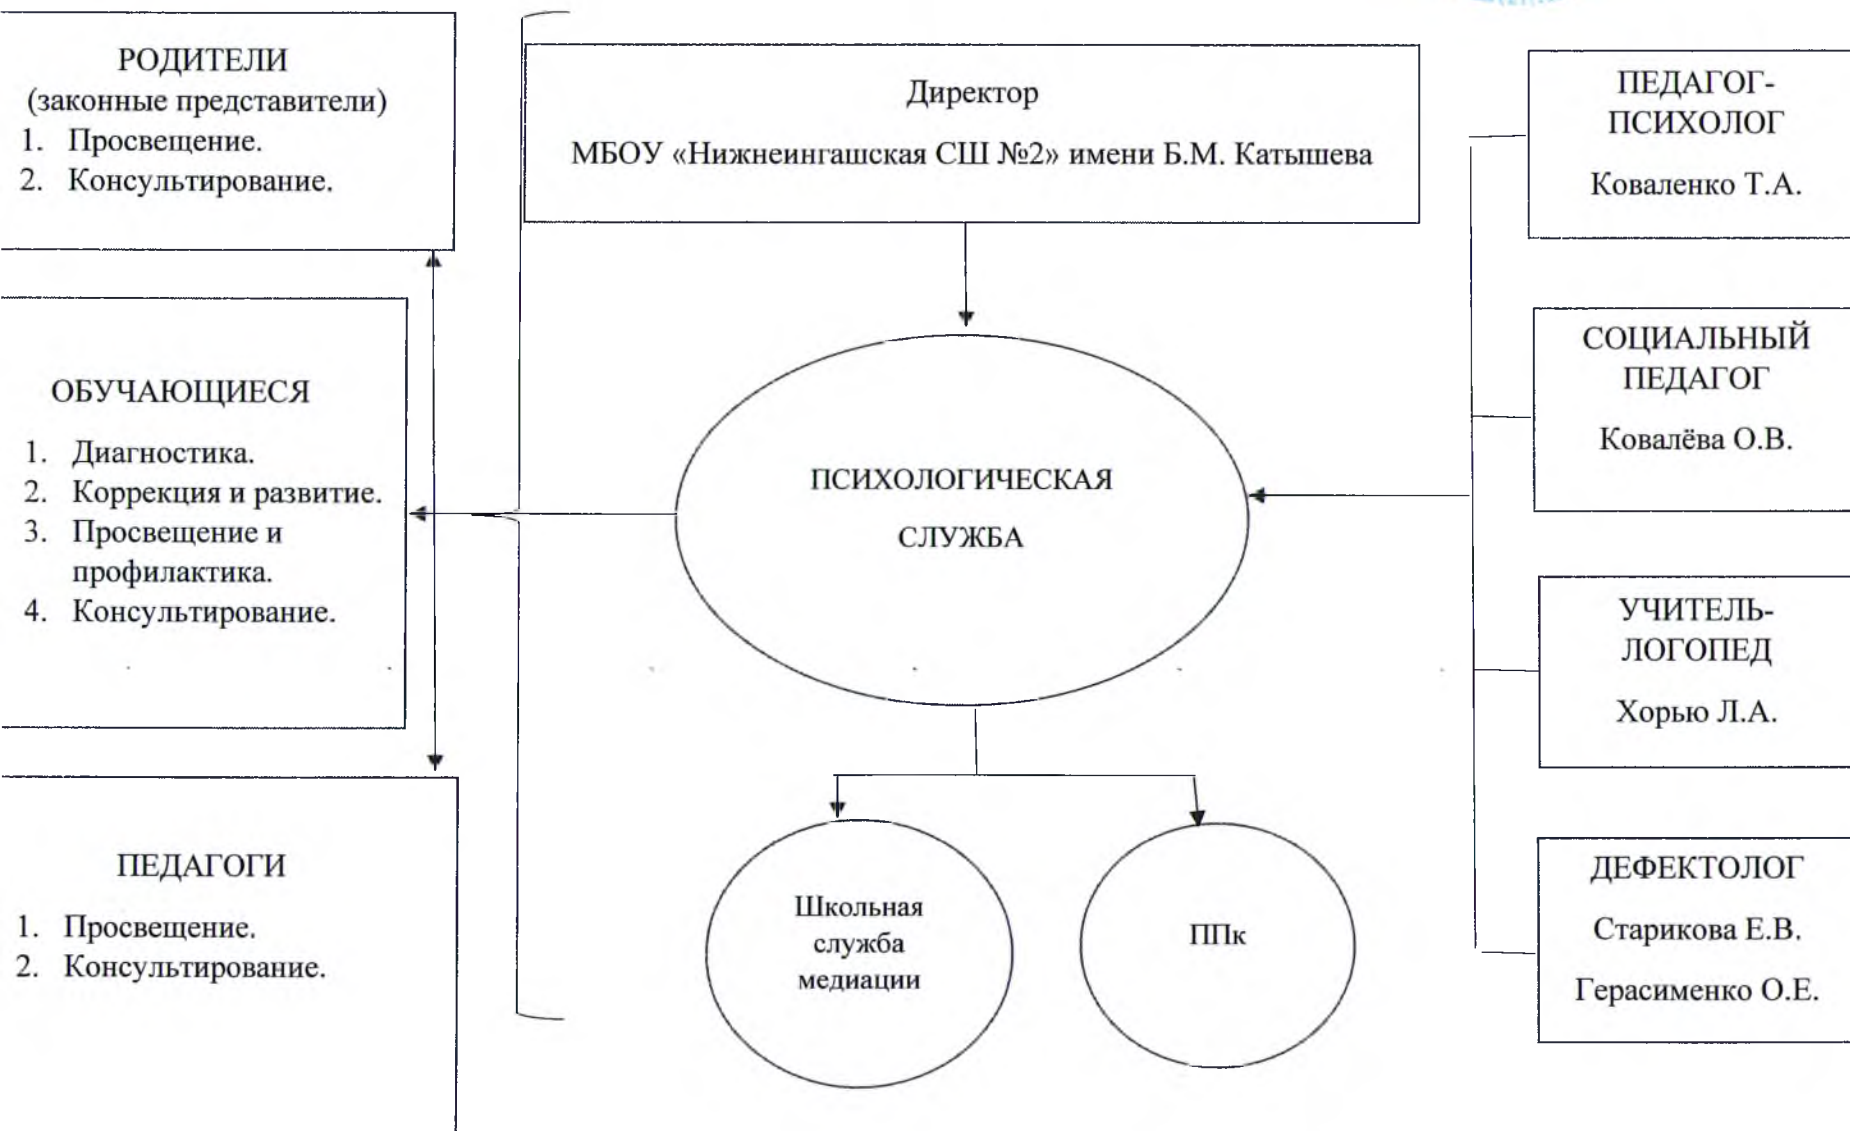 РОДИТЕЛИ
(законные представители)
1. Просвещение.
2. Консультирование.
ОБУЧАЮЩИЕСЯ
1. Диагностика.
2. Коррекция и развитие.
3. Просвещение и
профилактика.
4. Консультирование.
ПЕДАГОГИ
1. Просвещение.
2. Консультирование.
Директор
МБОУ «Нижнеингашская СШ №2» имени Б.М. Катышева
ПСИХОЛОГИЧЕСКАЯ
СЛУЖБА
Школьная
служба
медиации
ППк
ПЕДАГОГ-
ПСИХОЛОГ
Коваленко Т.А.
СОЦИАЛЬНЫЙ
ПЕДАГОГ
Ковалёва О.В.
УЧИТЕЛЬ-
ЛОГОПЕД
Хорью Л.А.
ДЕФЕКТОЛОГ
Старикова Е.В.
Герасименко О.Е.